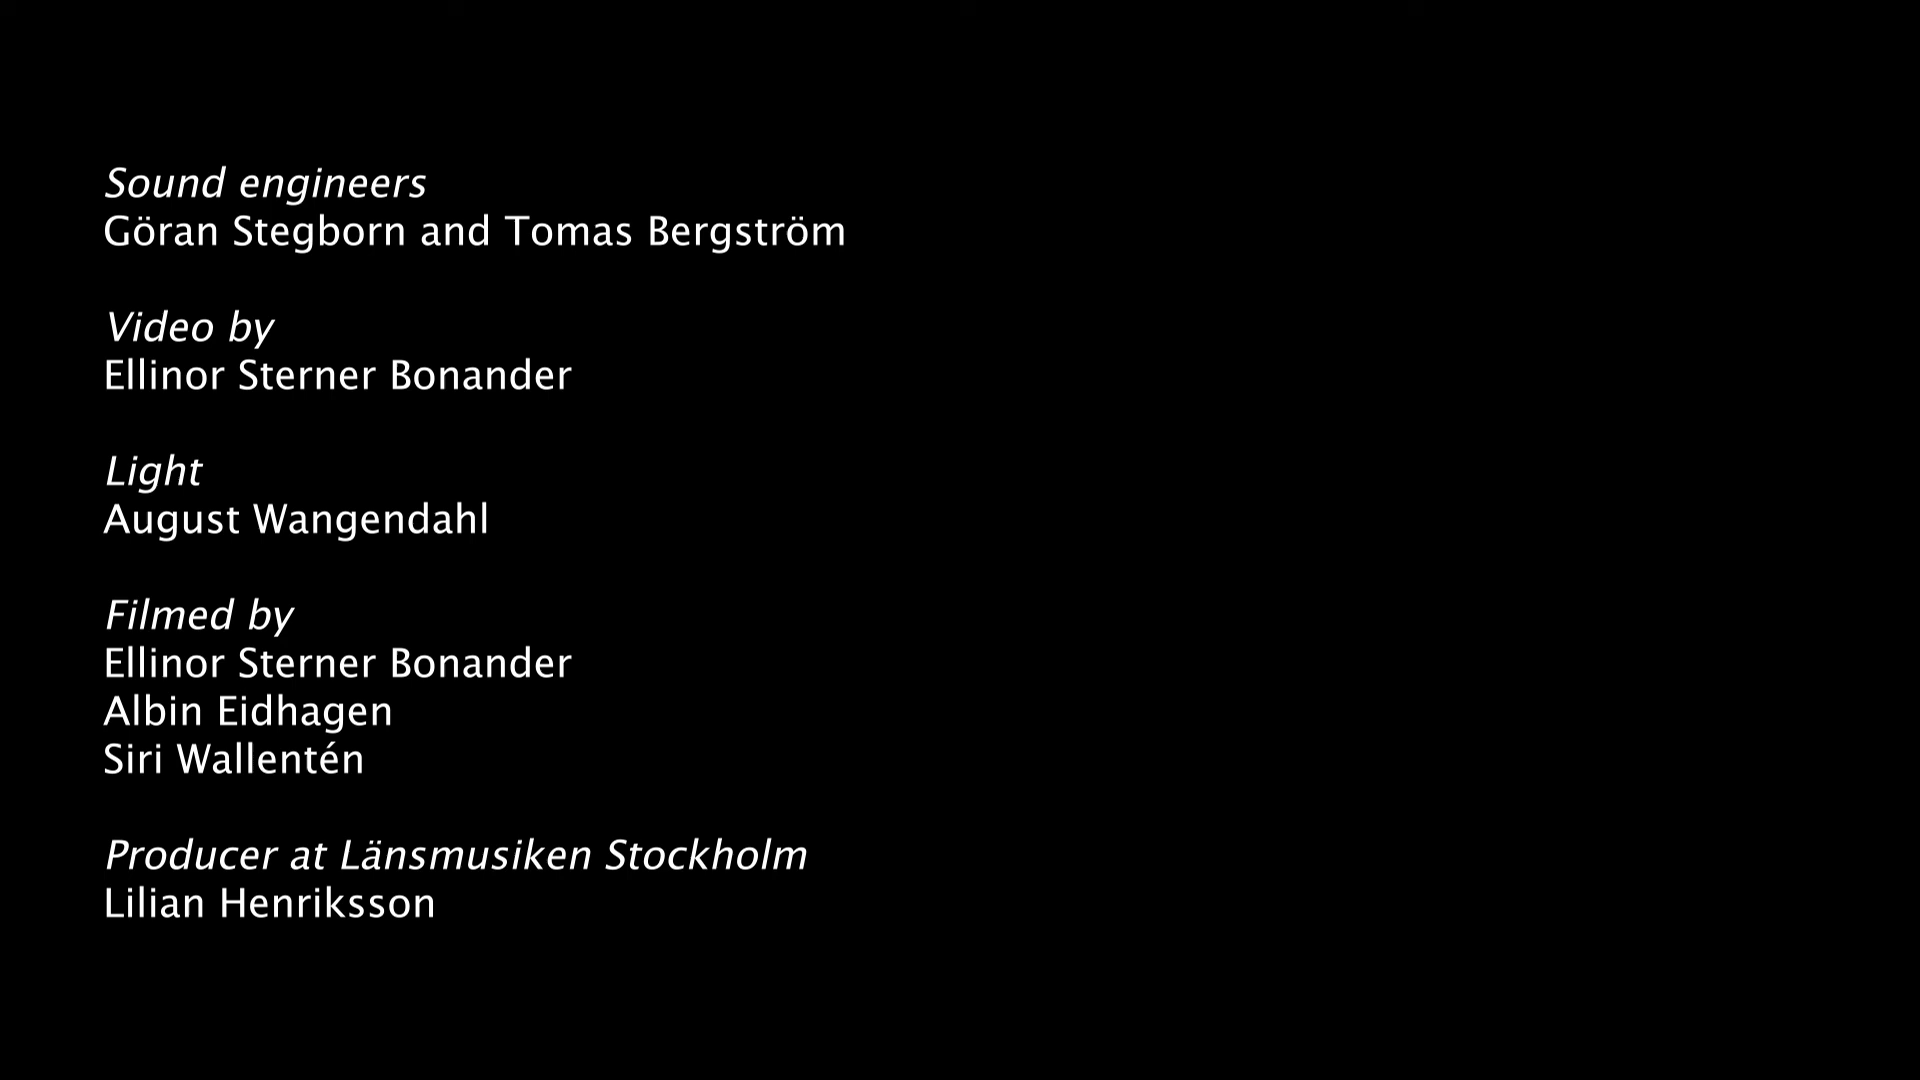 Sound engineers
Göran Stegborn and Tomas Bergström
Video by
Ellinor Sterner Bonander
Light
August Wangendahl
Filmed by
Ellinor Sterner Bonander
Albin Eidhagen
Siri Wallentén
Producer at Länsmusiken Stockholm
Lilian Henriksson